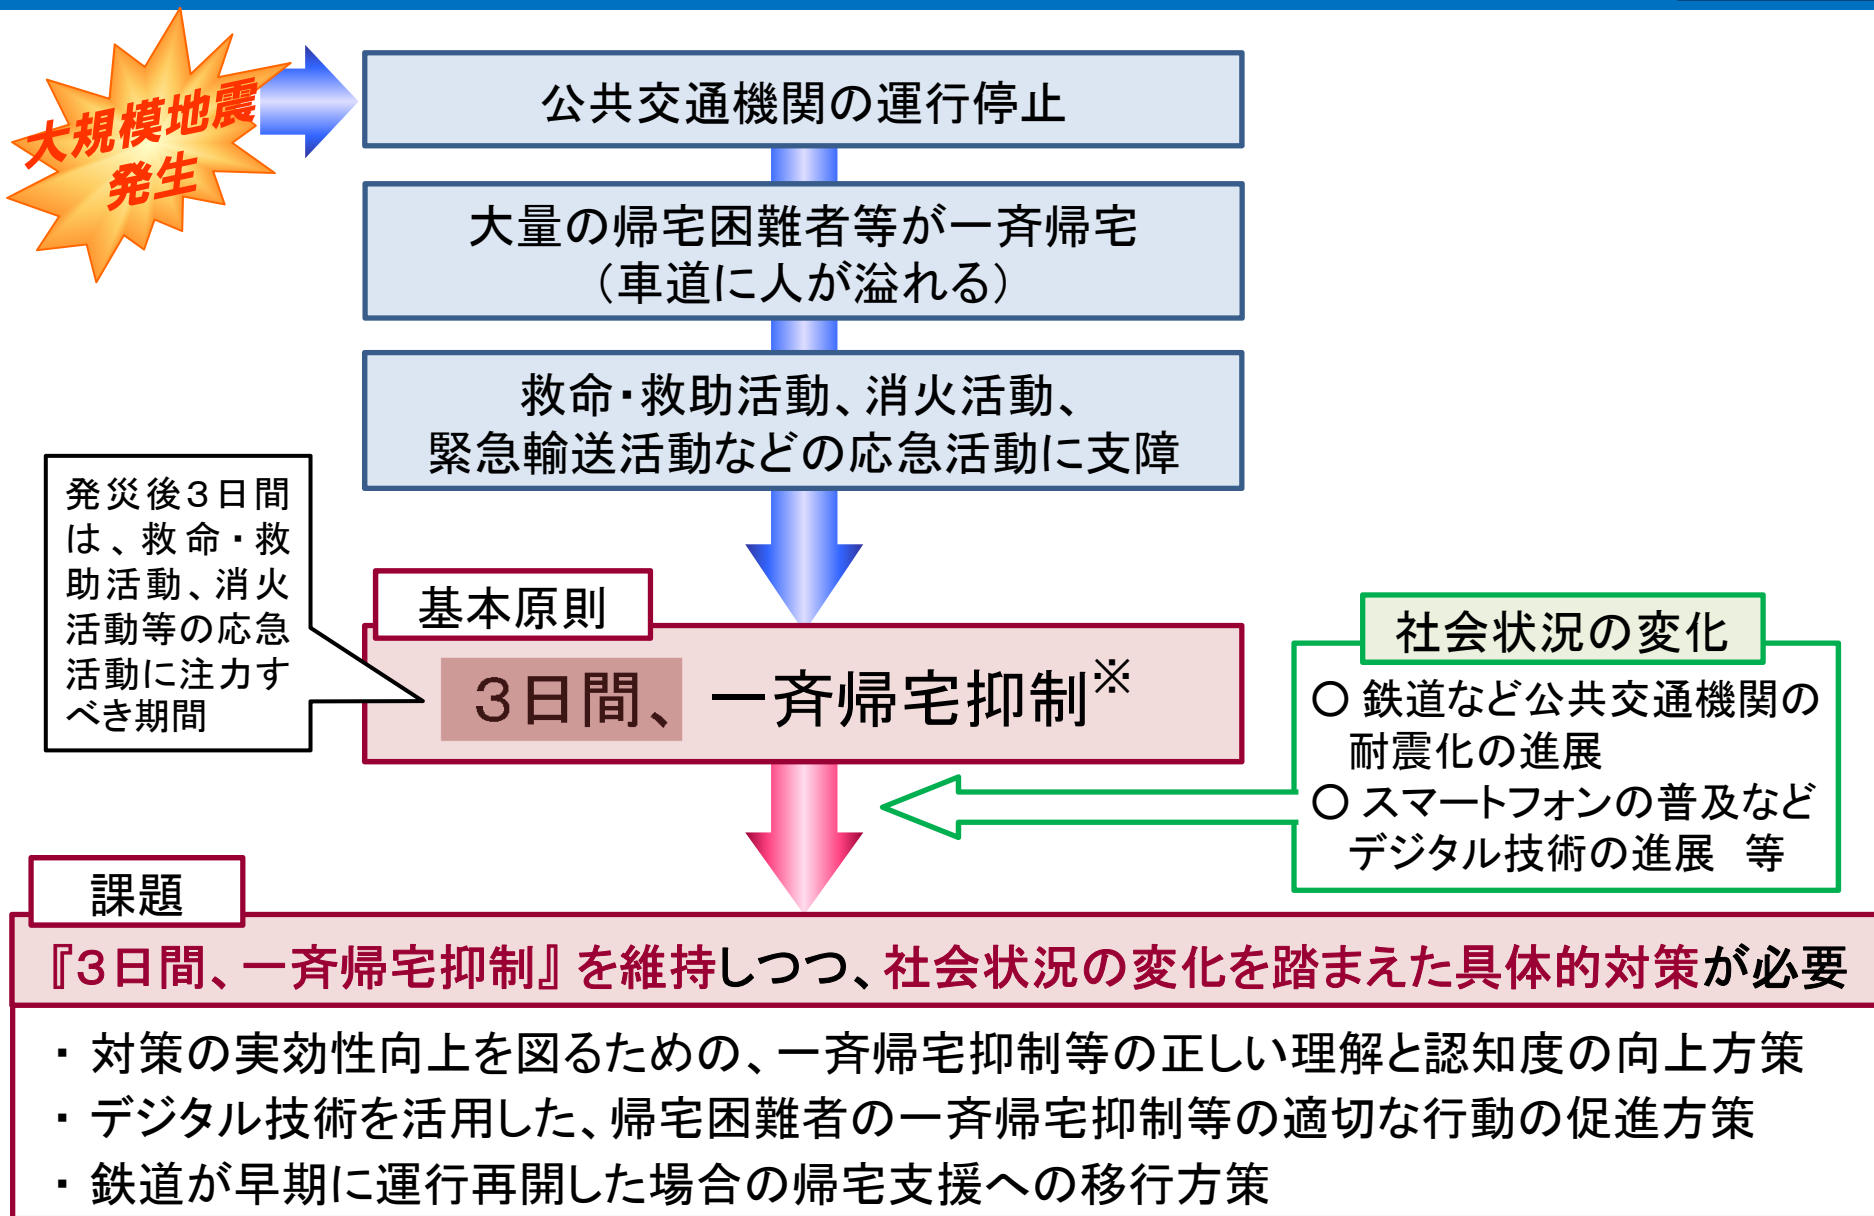 大規模地震
発生
公共交通機関の運行停止
大量の帰宅困難者等が一斉帰宅
（車道に人が溢れる）
救命・救助活動、消火活動、
緊急輸送活動などの応急活動に支障
発災後３日間
は、救命・救
助活動、消火
活動等の応急
活動に注力す
べき期間
基本原則
３日間、一斉帰宅抑制※
社会状況の変化
○ 鉄道など公共交通機関の
耐震化の進展
○ スマートフォンの普及など
デジタル技術の進展　等
課題
『３日間、一斉帰宅抑制』を維持しつつ、社会状況の変化を踏まえた具体的対策が必要
・ 対策の実効性向上を図るための、一斉帰宅抑制等の正しい理解と認知度の向上方策
・ デジタル技術を活用した、帰宅困難者の一斉帰宅抑制等の適切な行動の促進方策
・ 鉄道が早期に運行再開した場合の帰宅支援への移行方策